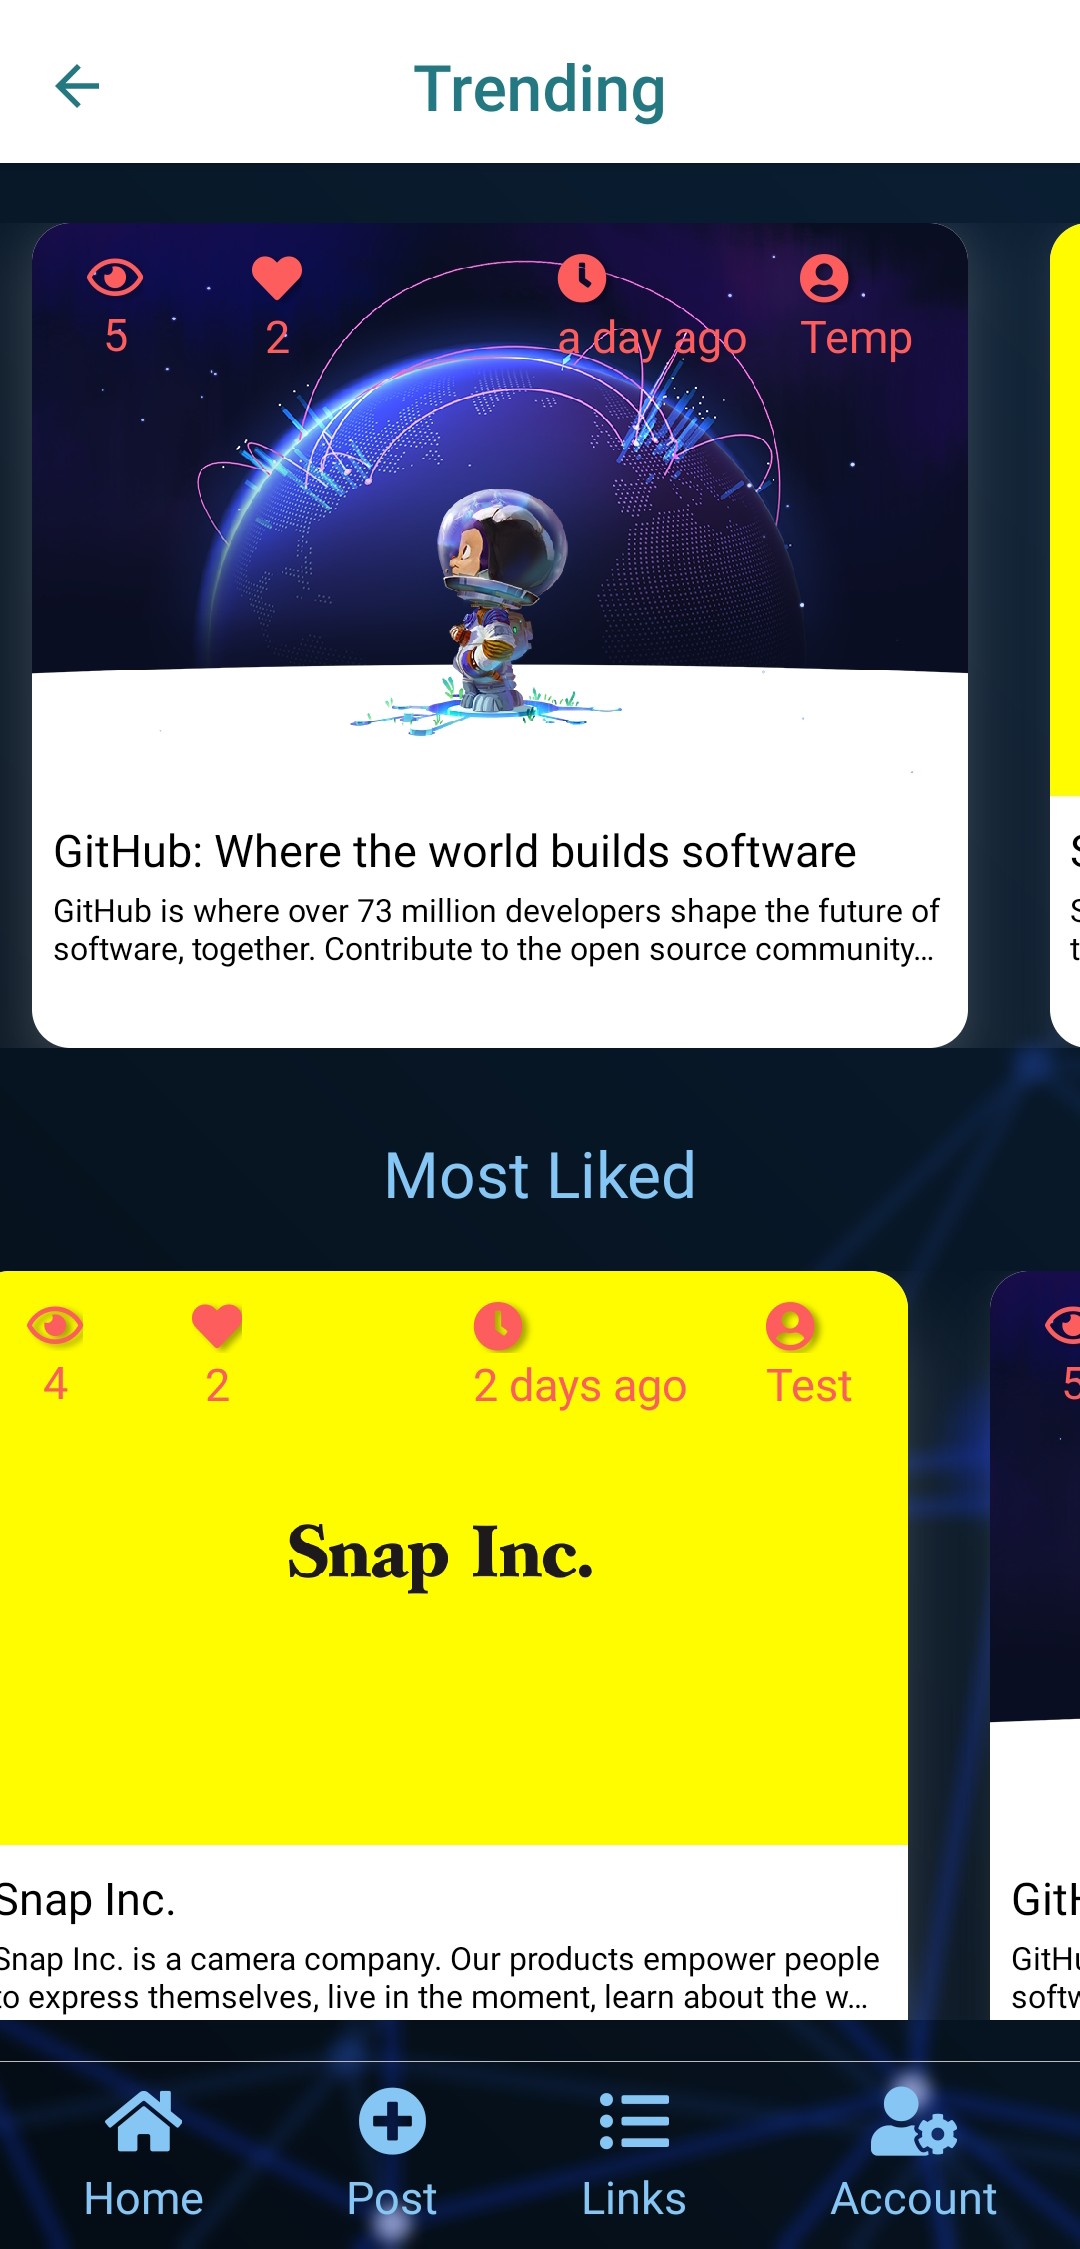 Trending
5
2
a day ago
Temp
GitHub: Where the world builds software
GitHub is where over 73 million developers shape the future of
software, together. Contribute to the open source community...
S
S
t
Most Liked
4
2
2 days ago
Test
Snap Inc.
Snap Inc.
Snap Inc. is a camera company. Our products empower people
to express themselves, live in the moment, learn about the w...
5
GitH
GitHu
softw
Home
Post
Links
Account